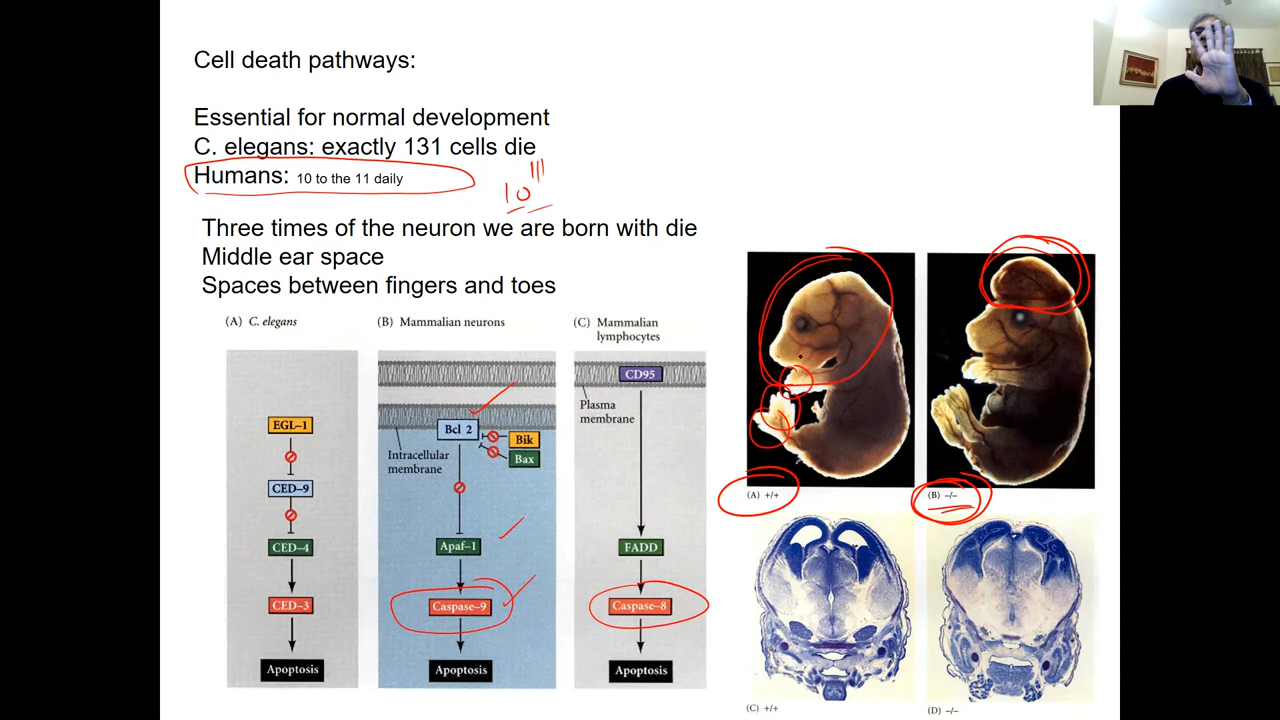 Cell death pathways:
Essential for normal development
C. elegans: exactly 131 cells die
Humans: 10 to the 11 daily
10
Three times of the neuron we are born with die
Middle ear space
Spaces between fingers and toes
(A) C. elegans
EGL–1
CED–9
CED–4
CED–3
Apoptosis
(B) Mammalian neurons
Bcl 2
Bik
Bax
Intracellular
membrane
Apaf–1
Caspase–9
Apoptosis
(C) Mammalian
lymphocytes
CD95
Plasma
membrane
FADD
Caspase–8
Apoptosis
(A) +/+
(B) –/–
(C) +/+
(D) –/–